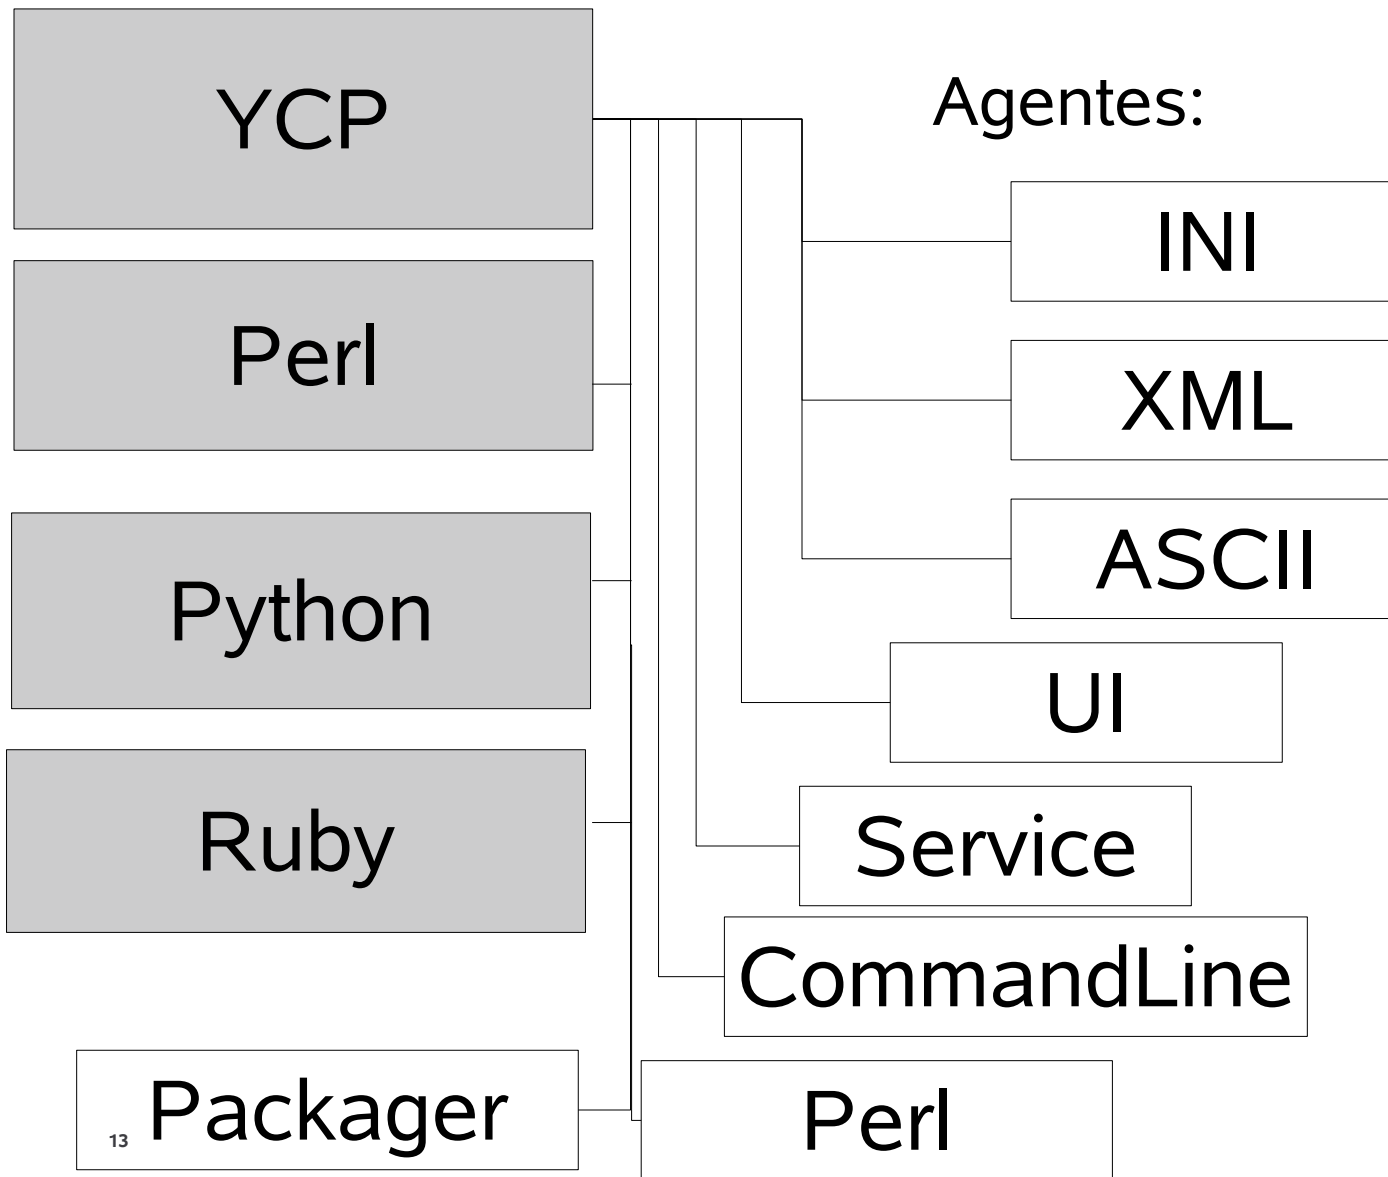 YCP
Agentes:
INI
Perl
XML
ASCII
Python
UI
Ruby
Service
CommandLine
Packager
Perl
13